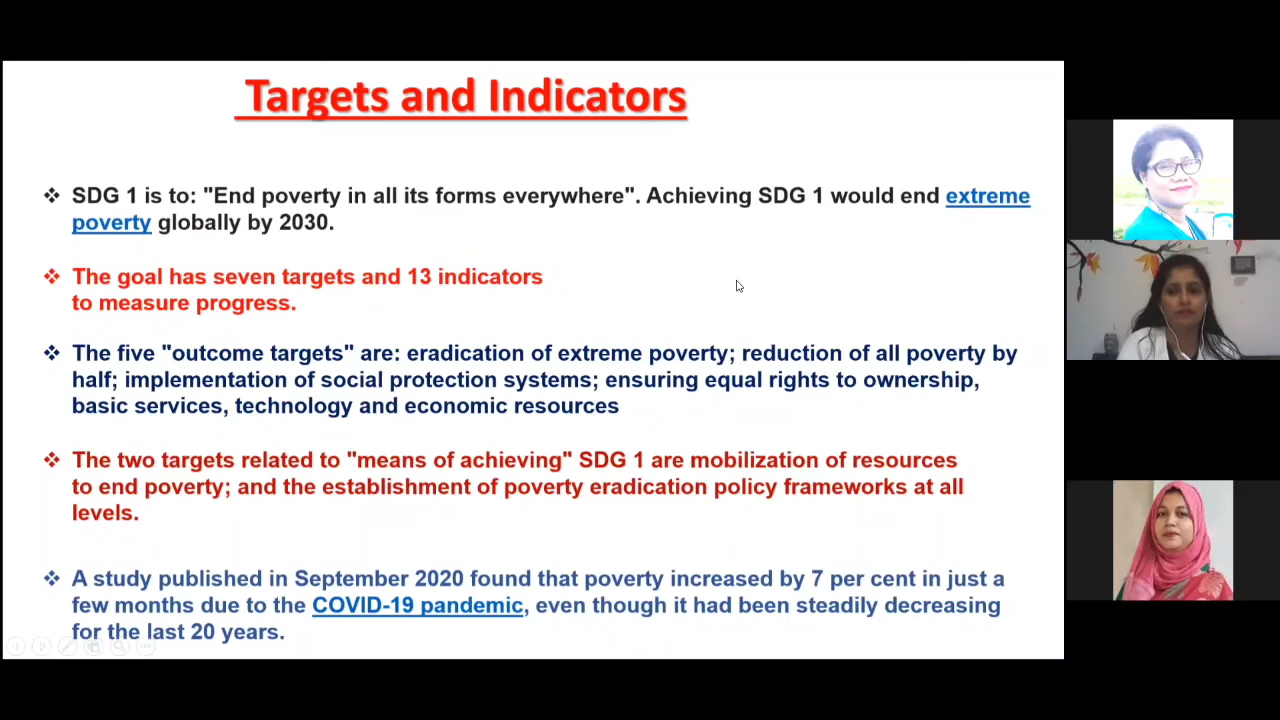 Targets and Indicators
❖ SDG 1 is to: "End poverty in all its forms everywhere". Achieving SDG 1 would end extreme
poverty globally by 2030.
❖ The goal has seven targets and 13 indicators
to measure progress.
❖ The five "outcome targets" are: eradication of extreme poverty; reduction of all poverty by
half; implementation of social protection systems; ensuring equal rights to ownership,
basic services, technology and economic resources
❖ The two targets related to "means of achieving" SDG 1 are mobilization of resources
to end poverty; and the establishment of poverty eradication policy frameworks at all
levels.
❖ A study published in September 2020 found that poverty increased by 7 per cent in just a
few months due to the COVID-19 pandemic, even though it had been steadily decreasing
for the last 20 years.